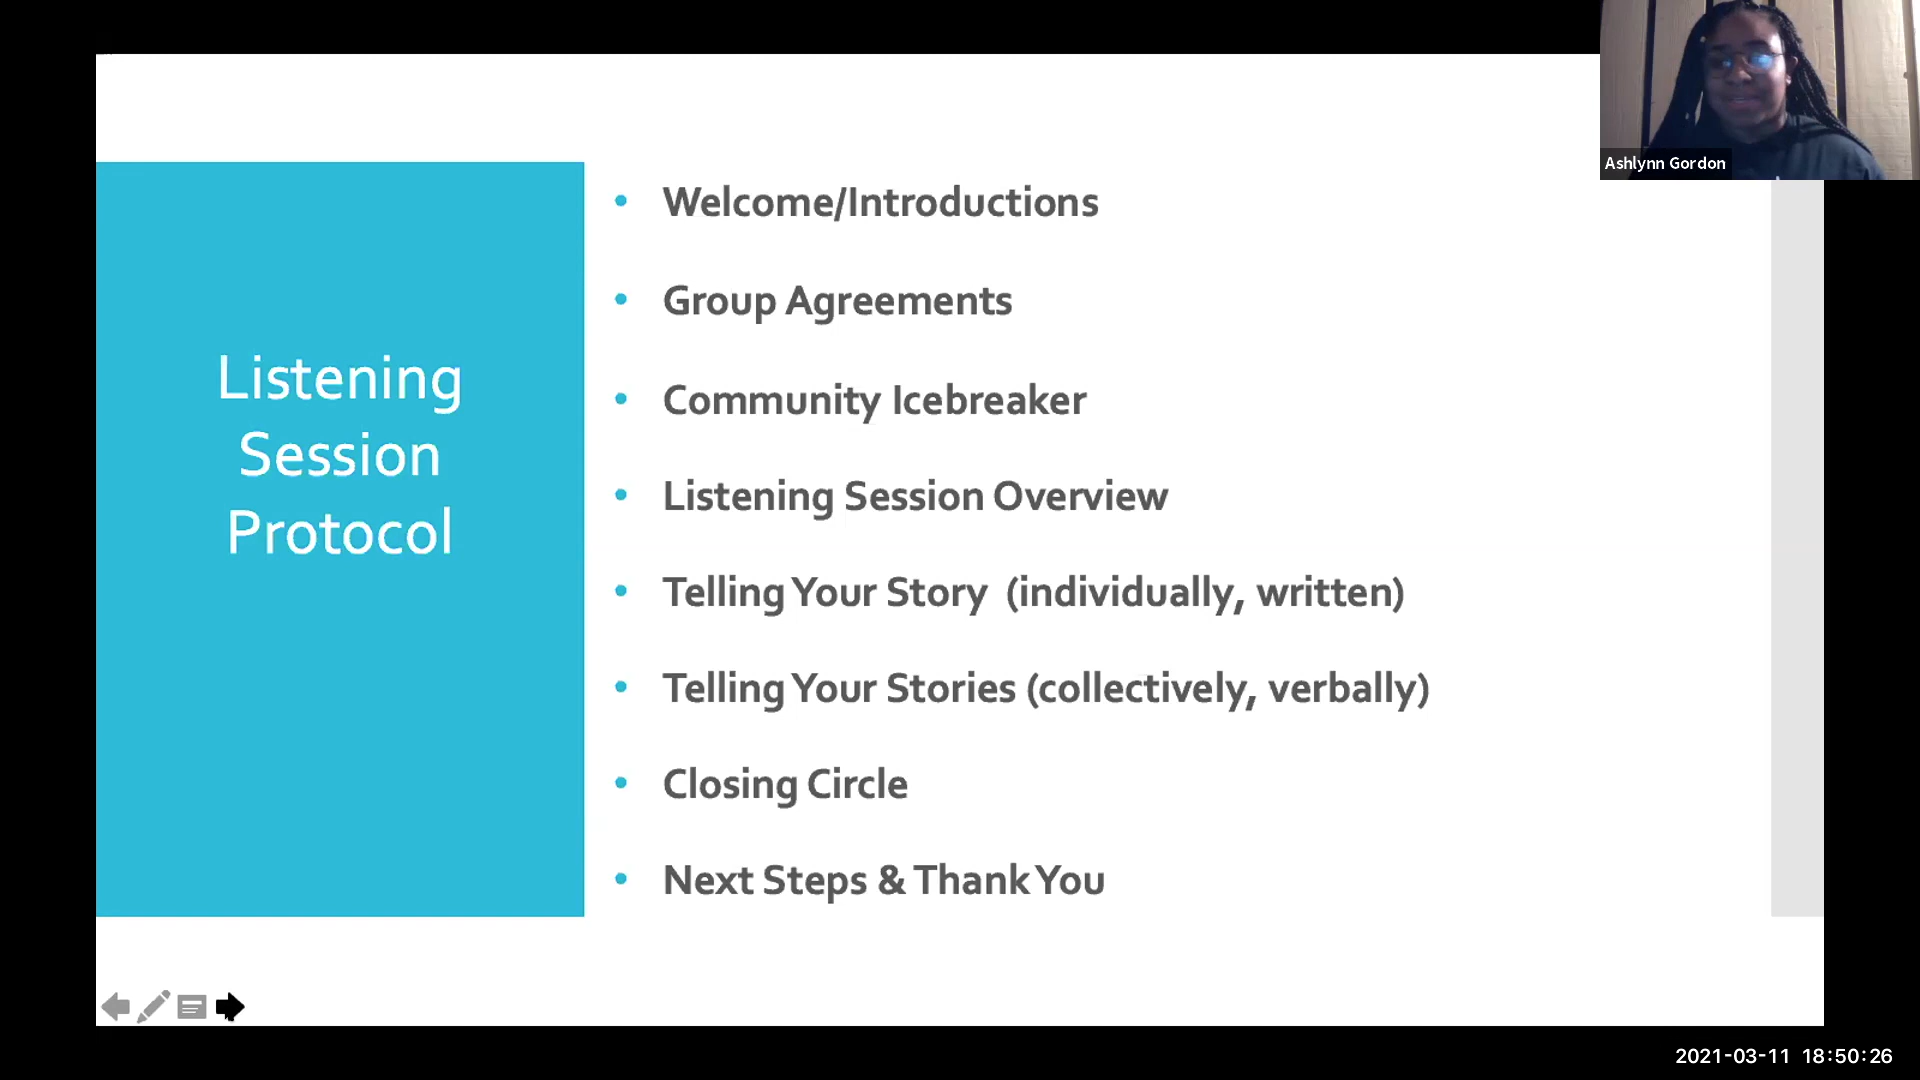 Ashlynn Gordon
Listening
Session
Protocol
• Welcome/Introductions
• Group Agreements
• Community Icebreaker
• Listening Session Overview
• Telling Your Story (individually, written)
• Telling Your Stories (collectively, verbally)
• Closing Circle
• Next Steps & Thank You
2021-03-11 18:50:26